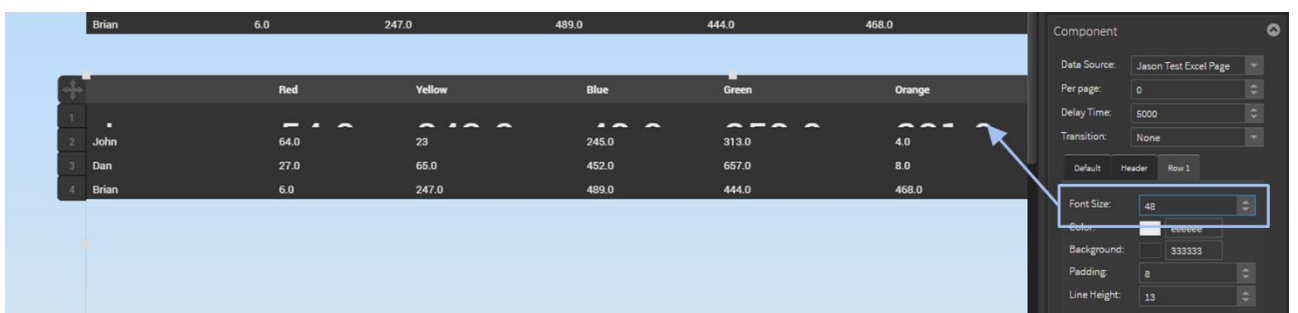 Brian 6.0 247.0 489.0 444.0 468.0
Red Yellow Blue Green Orange
1
2 John 64.0 23 245.0 313.0 4.0
3 Dan 27.0 65.0 452.0 657.0 8.0
4 Brian 6.0 247.0 489.0 444.0 468.0
Component
Data Source: Jason Test Excel Page
Per page: 0
Delay Time: 5000
Transition: None
Default Header Row 1
Font Size: 48
Color: eeeeee
Background: 333333
Padding: 8
Line Height: 13